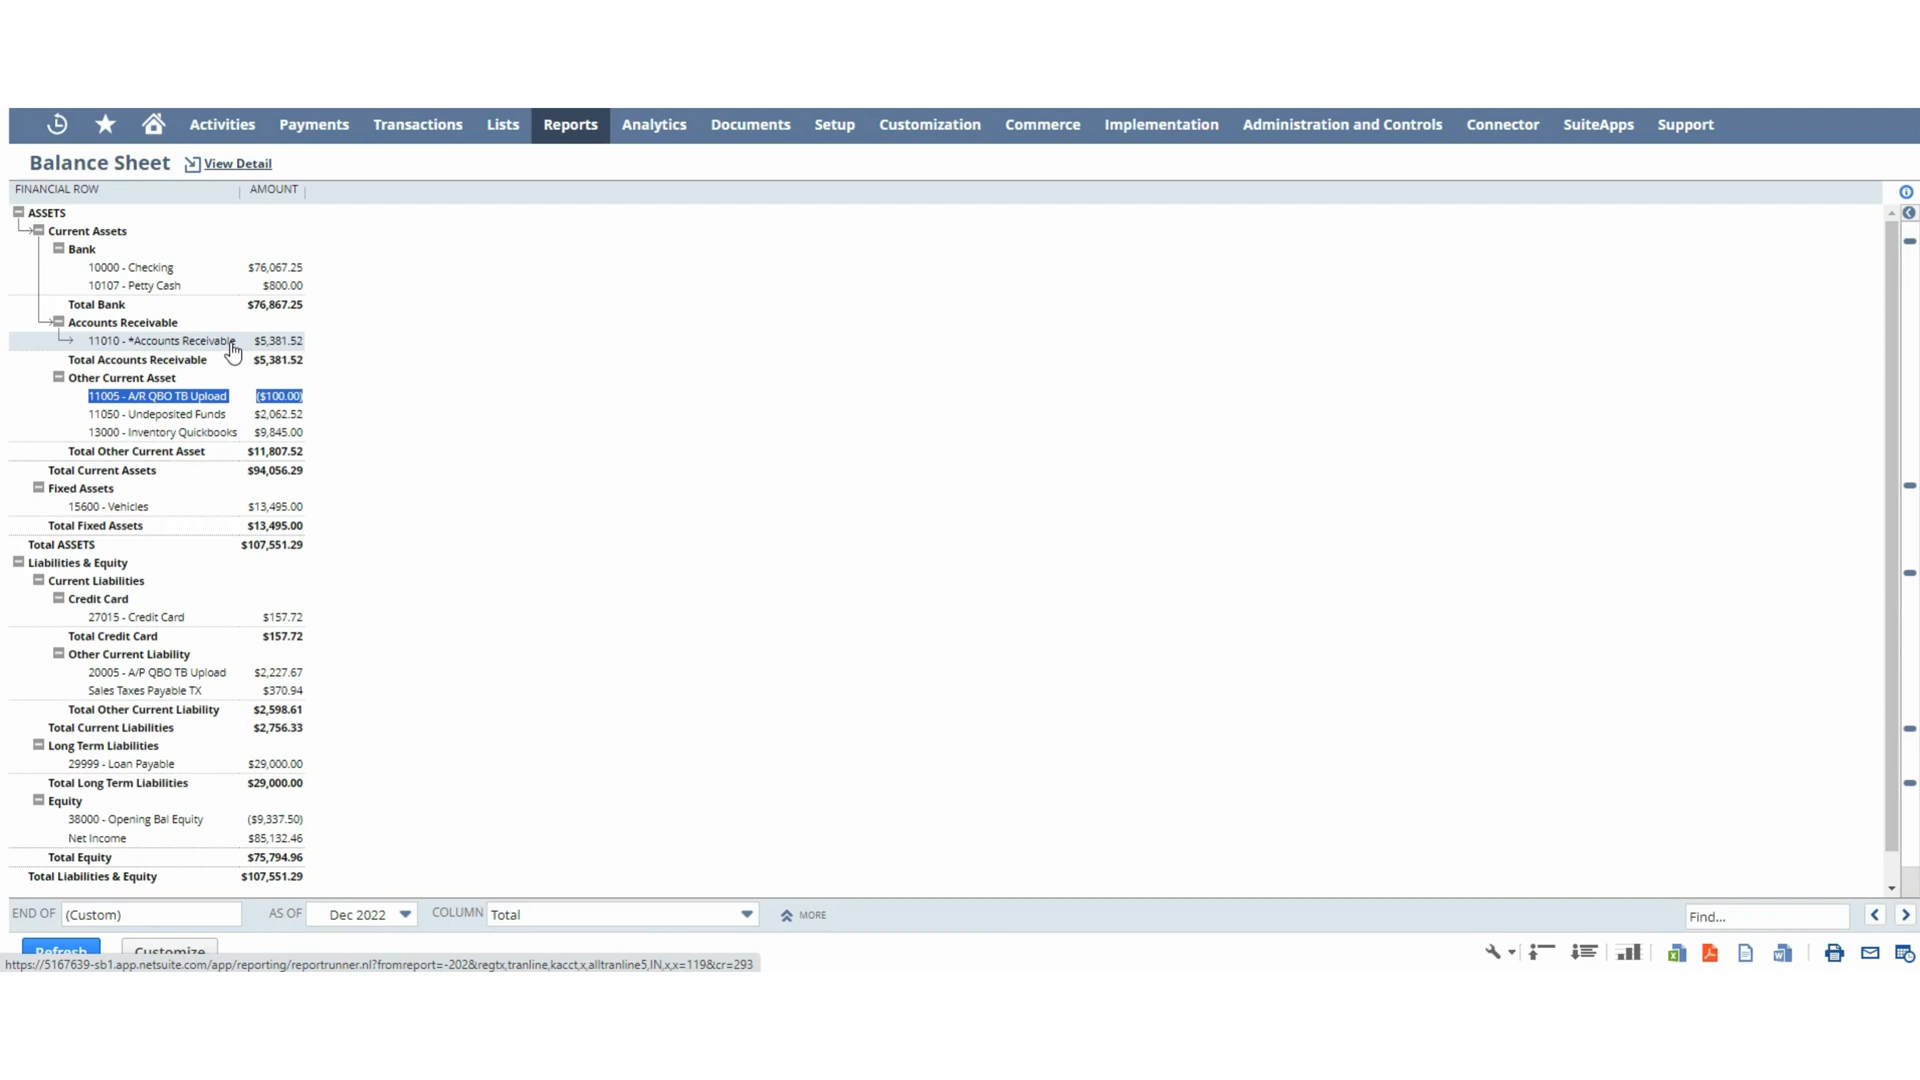 Activities Payments Transactions Lists Reports Analytics Documents Setup Customization Commerce Implementation Administration and Controls Connector SuiteApps Support
Balance Sheet View Detail
FINANCIAL ROW AMOUNT
ASSETS
Current Assets
Bank
10000 - Checking $76,067.25
10107 - Petty Cash $800.00
Total Bank $76,867.25
Accounts Receivable
11010 - *Accounts Receivable $5,381.52
Total Accounts Receivable $5,381.52
Other Current Asset
11005 - A/R QBO TB Upload ($100.00)
11050 - Undeposited Funds $2,062.52
13000 - Inventory Quickbooks $9,845.00
Total Other Current Asset $11,807.52
Total Current Assets $94,056.29
Fixed Assets
15600 - Vehicles $13,495.00
Total Fixed Assets $13,495.00
Total ASSETS $107,551.29
Liabilities & Equity
Current Liabilities
Credit Card
27015 - Credit Card $157.72
Total Credit Card $157.72
Other Current Liability
20005 - A/P QBO TB Upload $2,227.67
Sales Taxes Payable TX $370.94
Total Other Current Liability $2,598.61
Total Current Liabilities $2,756.33
Long Term Liabilities
29999 - Loan Payable $29,000.00
Total Long Term Liabilities $29,000.00
Equity
38000 - Opening Bal Equity ($9,337.50)
Net Income $85,132.46
Total Equity $75,794.96
Total Liabilities & Equity $107,551.29
END OF (Custom) AS OF Dec 2022 COLUMN Total MORE Find...
Refresh Customize
https://5167639-sb1.app.netsuite.com/app/reporting/reportrunner.nl?fromreport=-202&regtx,tranline,kacct,x,alltranline5,IN,x,x=119&cr=293